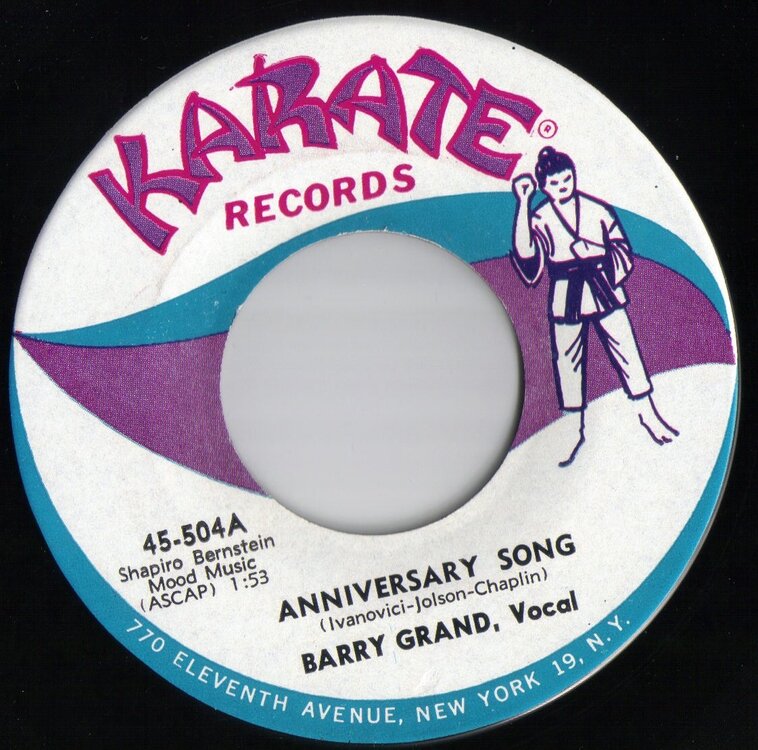 KARATE®
RECORDS
45-504A
Shapiro Bernstein
Mood Music
(ASCAP) 1:53
ANNIVERSARY SONG
(Ivanovici-Jolson-Chaplin)
BARRY GRAND, Vocal
770 ELEVENTH AVENUE, NEW YORK 19, N.Y.